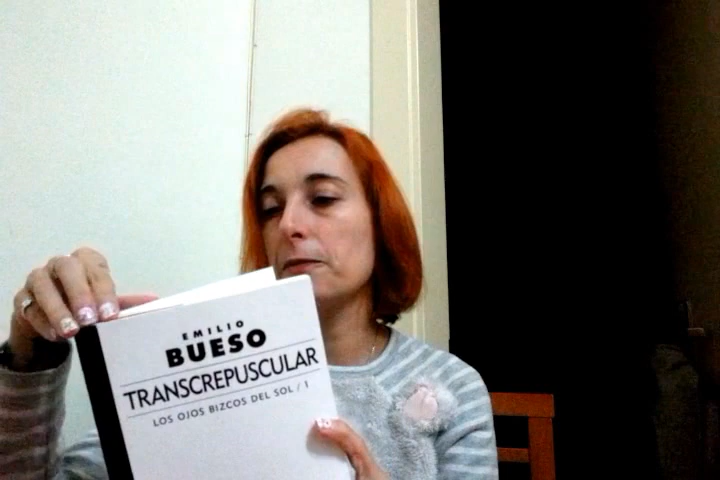 EMILIO
BUESO
TRANSCREPUSCULAR
LOS OJOS BIZCOS DEL SOL / 1